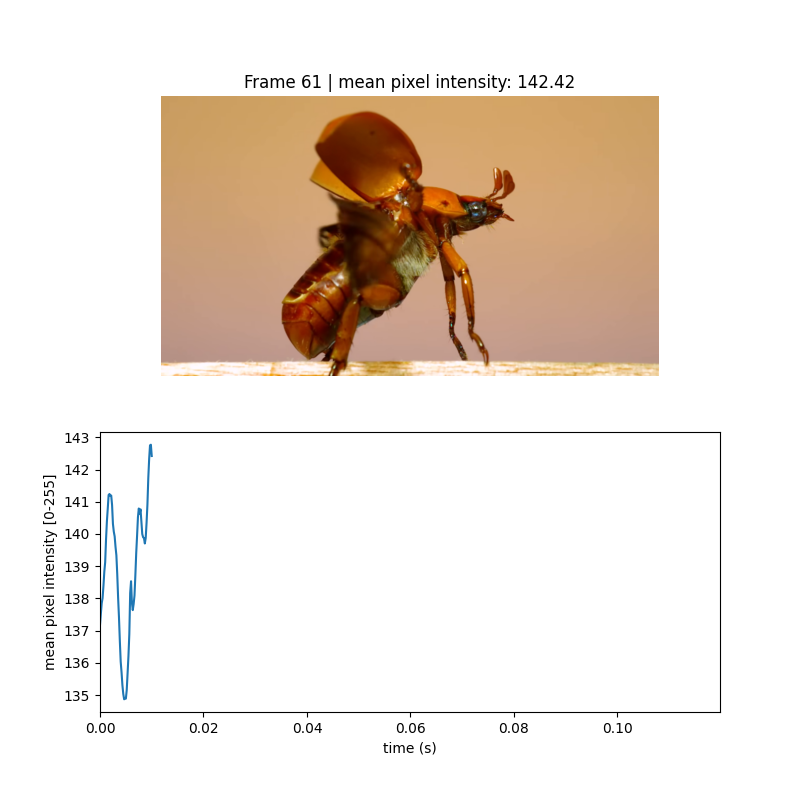 Frame 61 | mean pixel intensity: 142.42
143
142
141
140
139
138
137
136
135
mean pixel intensity [0-255]
0.00 0.02 0.04 0.06 0.08 0.10
time (s)